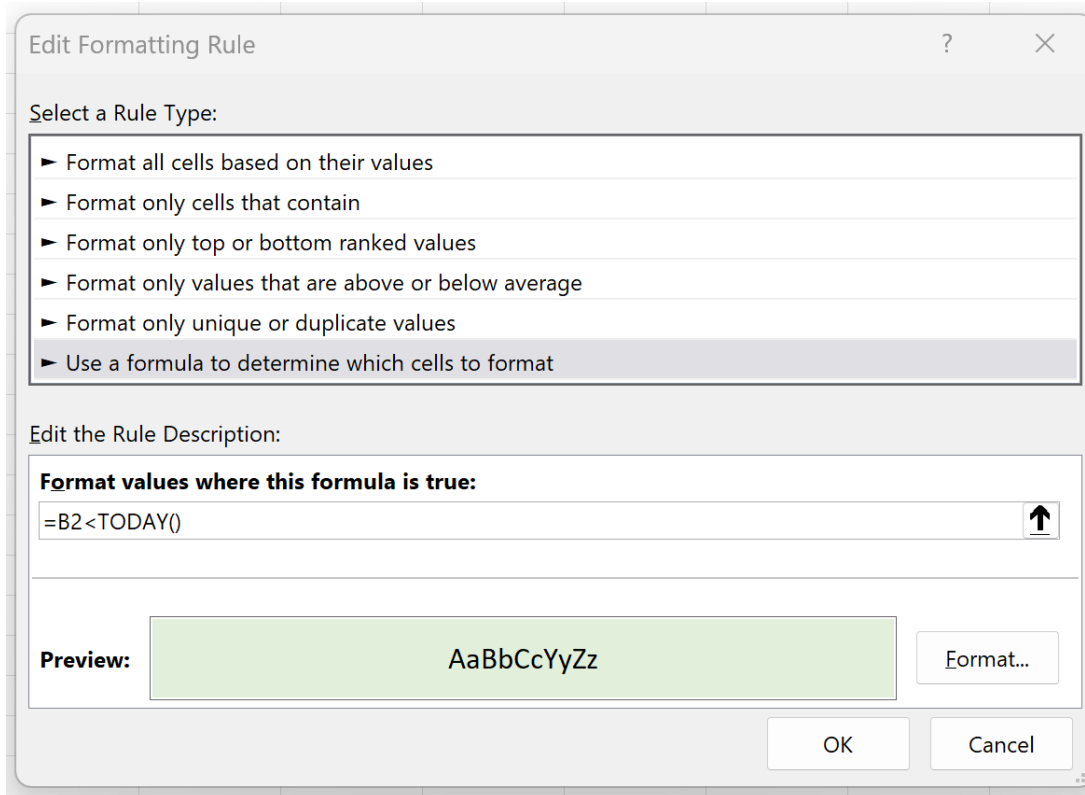 Edit Formatting Rule ?
Select a Rule Type:
► Format all cells based on their values
► Format only cells that contain
► Format only top or bottom ranked values
► Format only values that are above or below average
► Format only unique or duplicate values
► Use a formula to determine which cells to format
Edit the Rule Description:
Format values where this formula is true:
=B2<TODAY()
Preview: AaBbCcYyZz Format...
OK Cancel